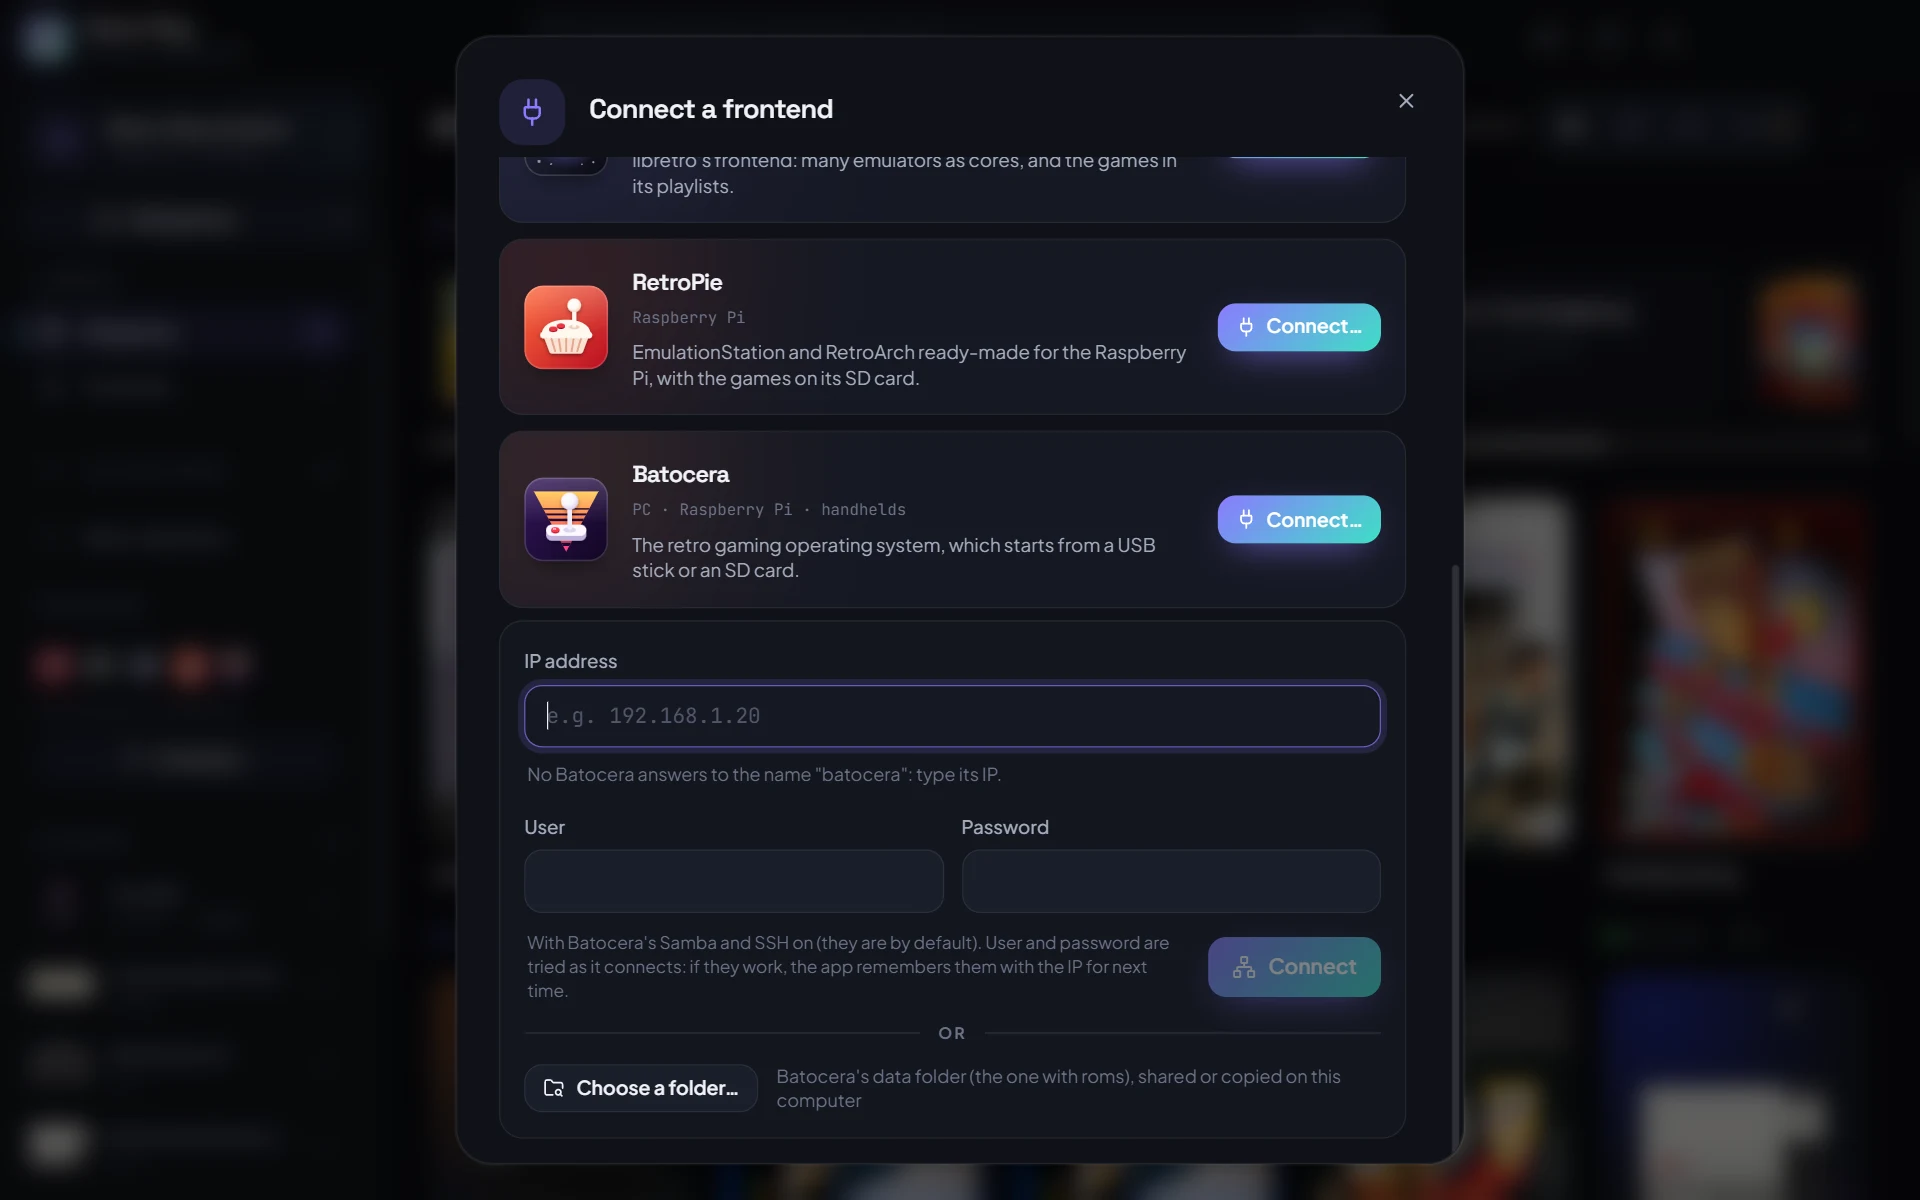 Connect a frontend
libretro's frontend: many emulators as cores, and the games in
its playlists.
RetroPie
Raspberry Pi
EmulationStation and RetroArch ready-made for the Raspberry
Pi, with the games on its SD card.
Connect...
Batocera
PC · Raspberry Pi · handhelds
The retro gaming operating system, which starts from a USB
stick or an SD card.
Connect...
IP address
e.g. 192.168.1.20
No Batocera answers to the name "batocera": type its IP.
User
Password
With Batocera's Samba and SSH on (they are by default). User and password are
tried as it connects: if they work, the app remembers them with the IP for next
time.
Connect
OR
Choose a folder...
Batocera's data folder (the one with roms), shared or copied on this
computer